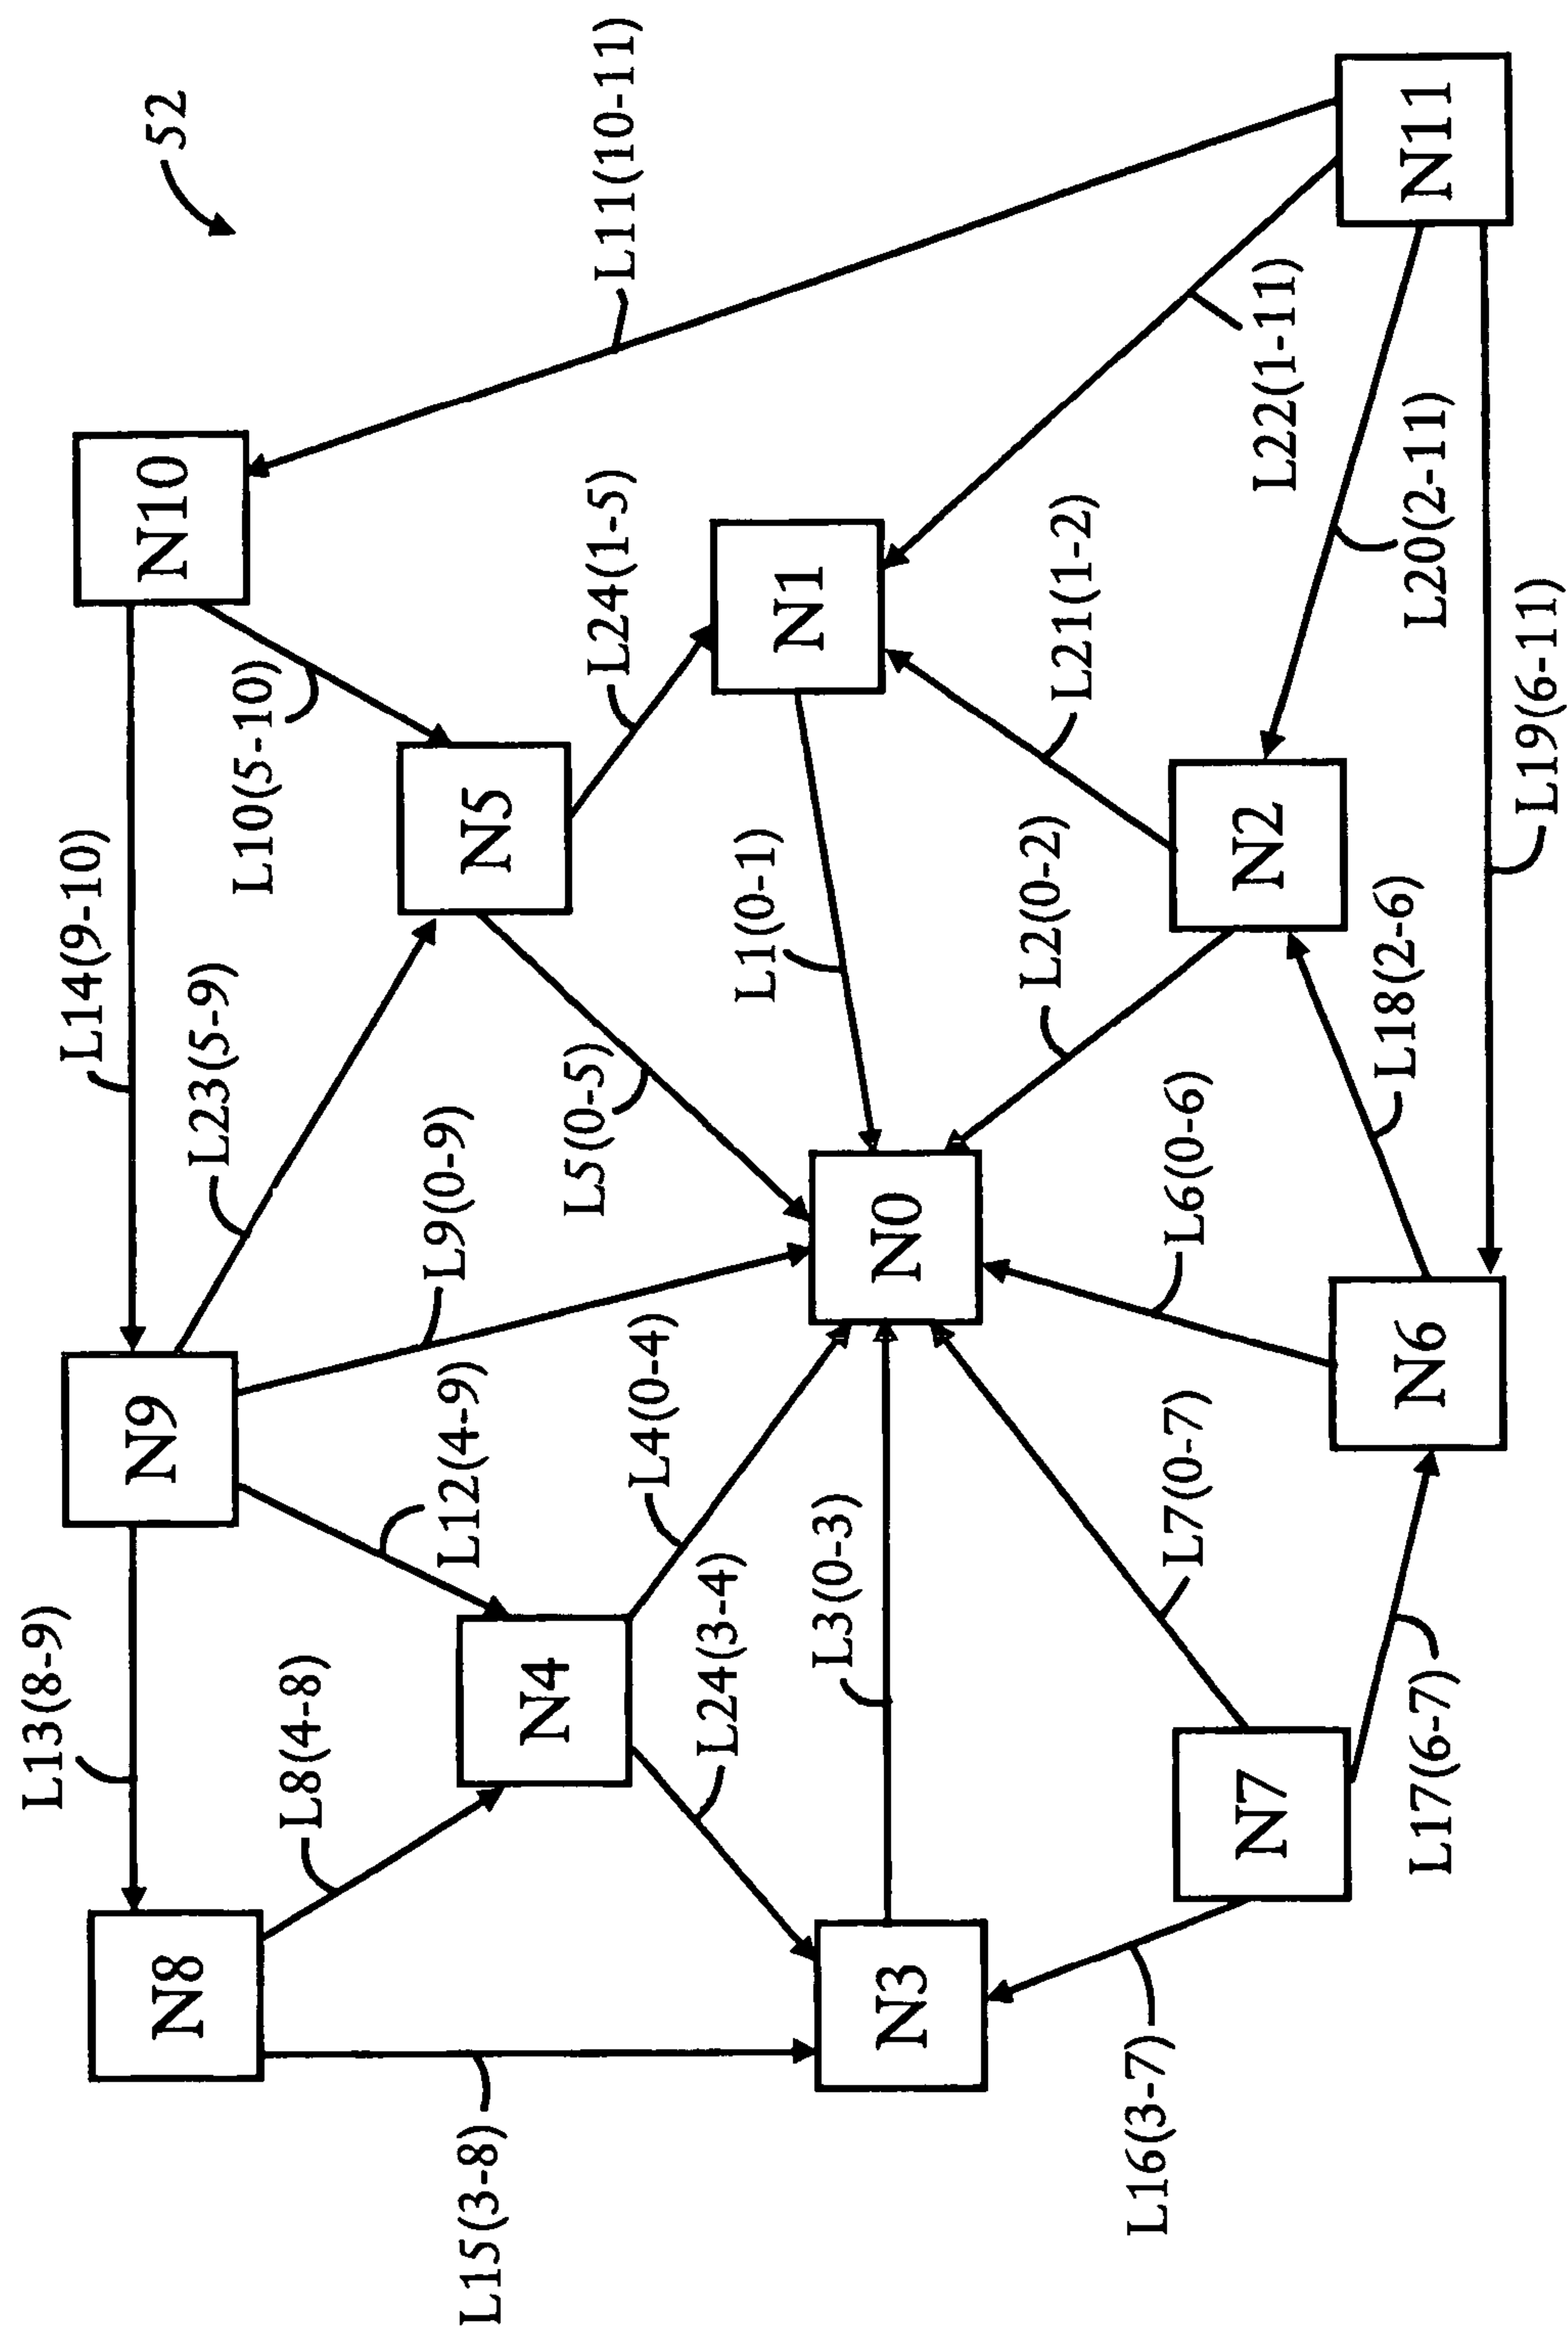 L13(8-9)
L14(9-10)
52
N8
N9
N10
L23(5-9)
L10(5-10)
L8(4-8)
L15(3-8)
L12(4-9)
L9(0-9)
N5
N4
L5(0-5)
L24(1-5)
L11(10-11)
L4(0-4)
L24(3-4)
L1(0-1)
N1
L3(0-3)
N3
N0
L2(0-2)
L21(1-2)
L16(3-7)
L7(0-7)
L6(0-6)
N7
N2
L22(1-11)
L18(2-6)
N6
L20(2-11)
N11
L17(6-7)
L19(6-11)